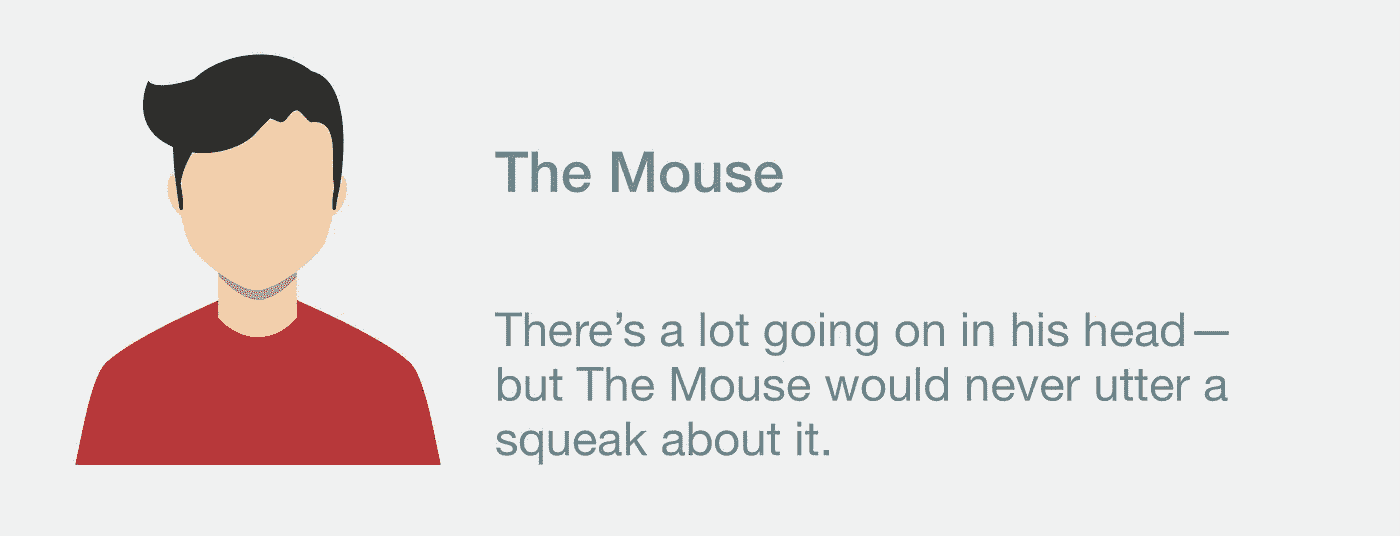 The Mouse
There’s a lot going on in his head—
but The Mouse would never utter a
squeak about it.